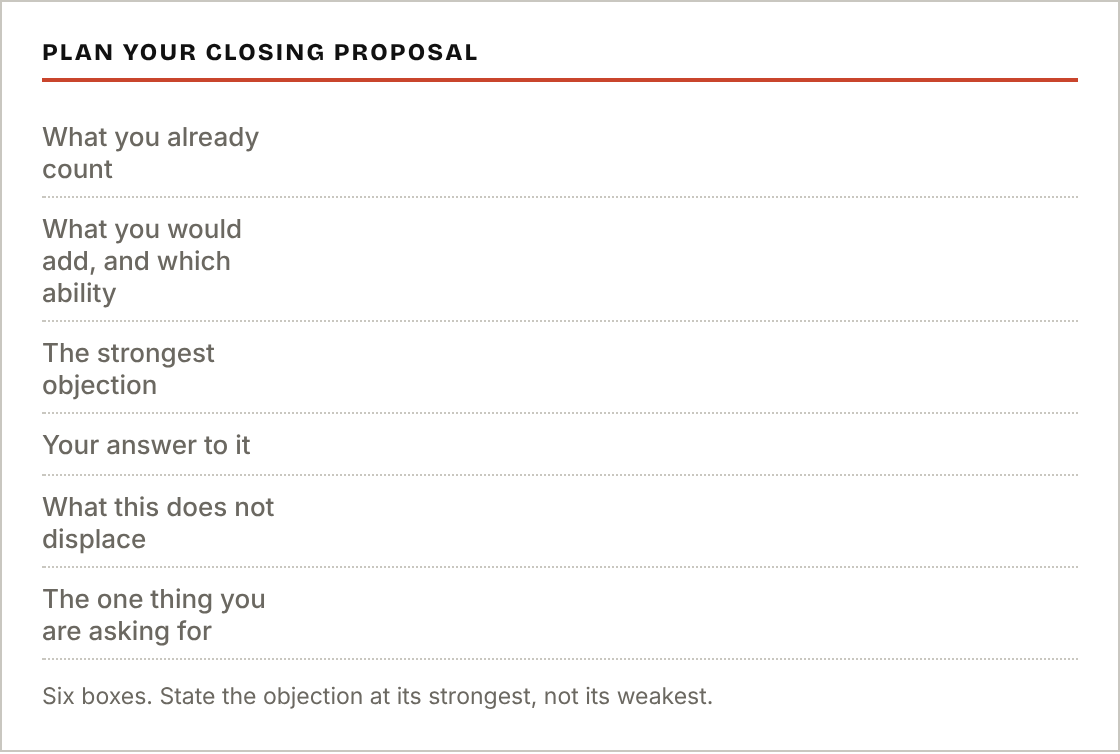 PLAN YOUR CLOSING PROPOSAL
What you already
count
What you would
add, and which
ability
The strongest
objection
Your answer to it
What this does not
displace
The one thing you
are asking for
Six boxes. State the objection at its strongest, not its weakest.